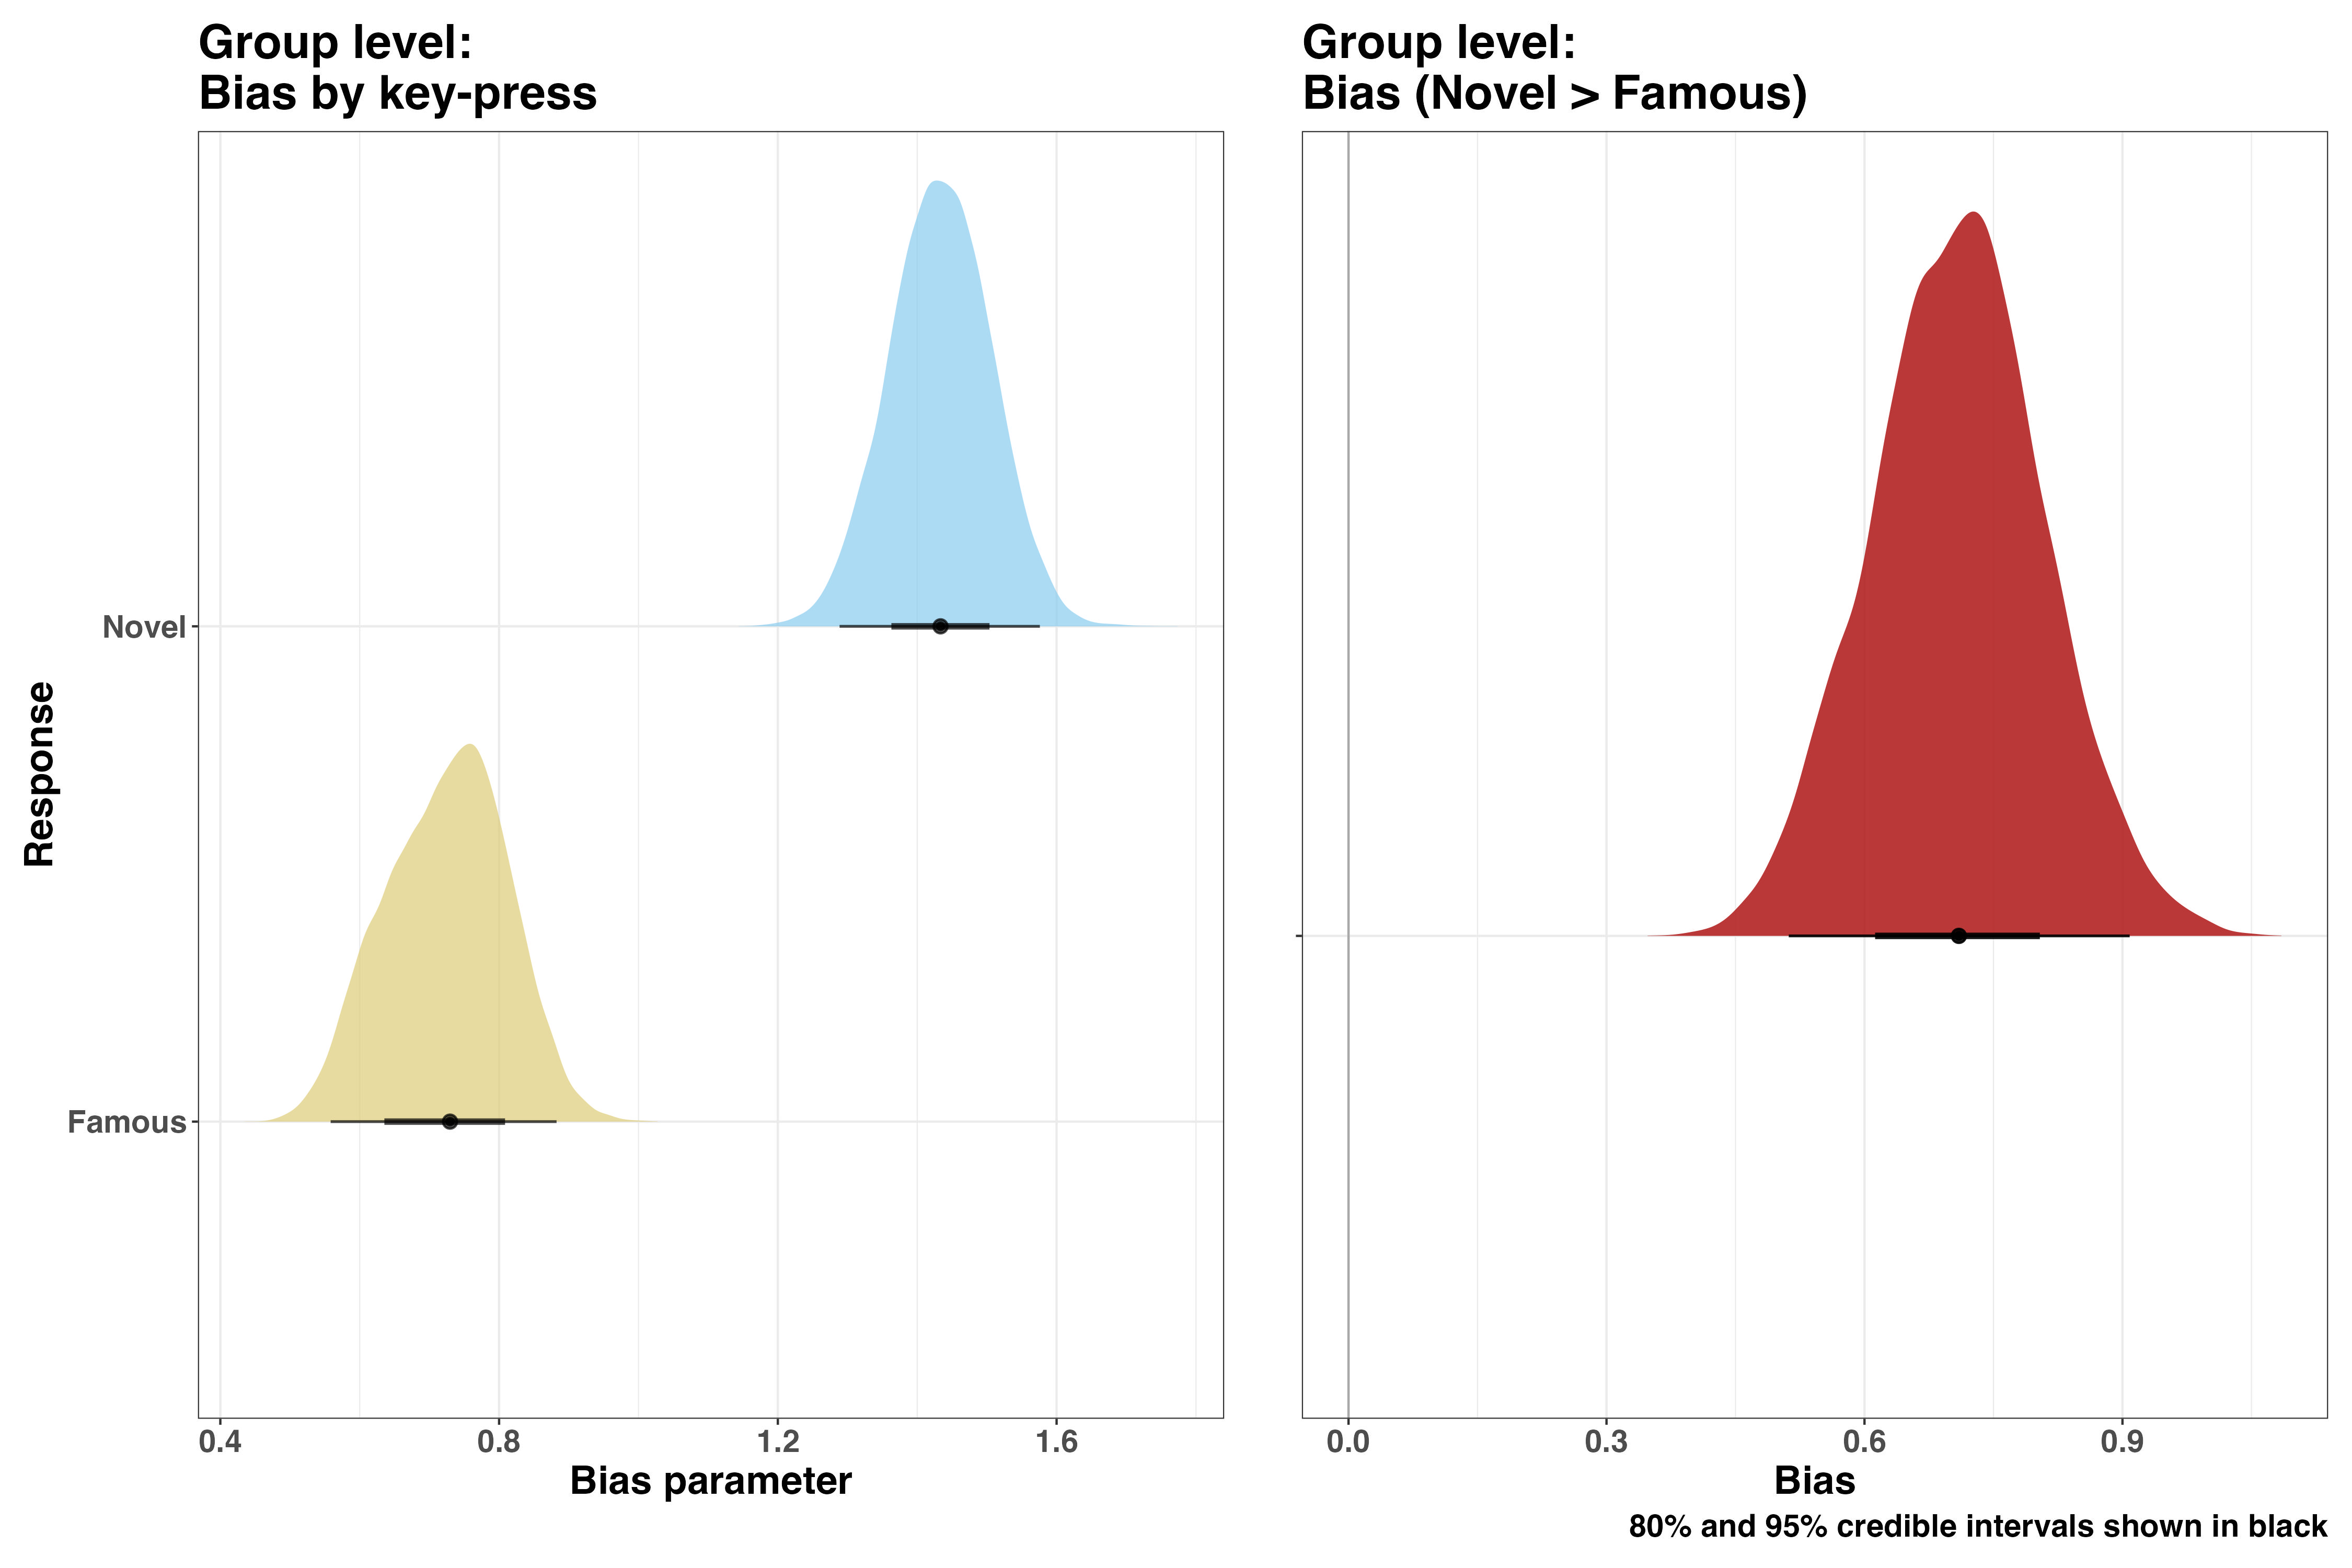 Group level:
Bias by key-press
Response
Novel
Famous
0.4
0.8
1.2
1.6
Bias parameter
Group level:
Bias (Novel > Famous)
0.0
0.3
0.6
0.9
Bias
80% and 95% credible intervals shown in black